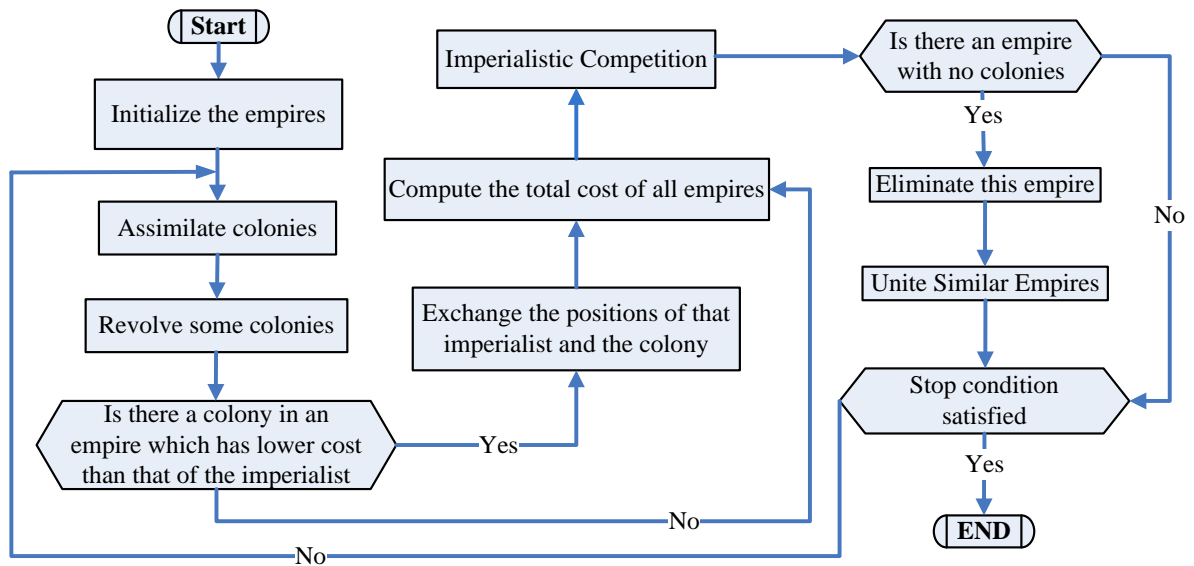 Start
Initialize the empires
Assimilate colonies
Revolve some colonies
Is there a colony in an
empire which has lower cost
than that of the imperialist
Yes
No
Exchange the positions of that
imperialist and the colony
Compute the total cost of all empires
Imperialistic Competition
Is there an empire
with no colonies
Yes
No
Eliminate this empire
Unite Similar Empires
Stop condition
satisfied
Yes
No
END